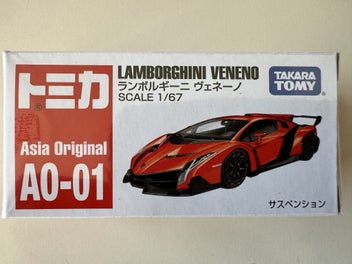 トミカ
Asia Original
AO-01
LAMBORGHINI VENENO
ランボルギーニ ヴェネーノ
SCALE 1/67
TAKARA
TOMY
サスペンション